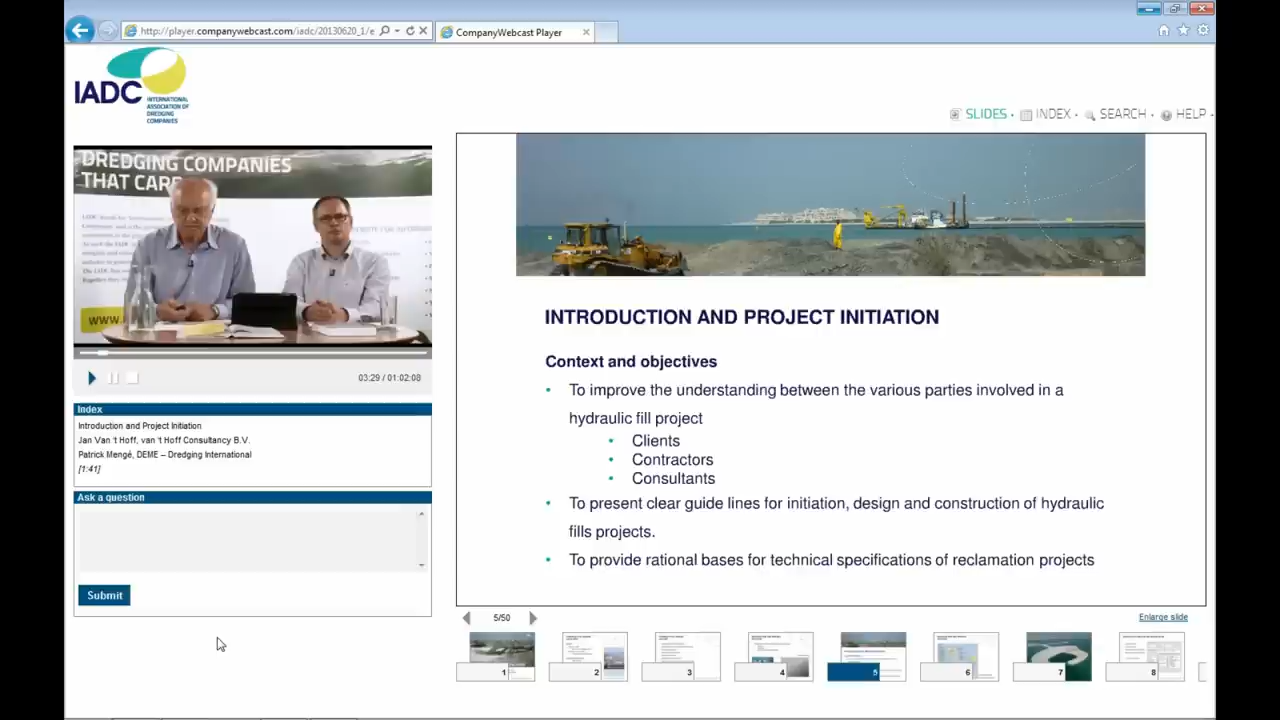 http://player.companywebcast.com/iadc/20130620_1/e
CompanyWebcast Player
IADC
INTERNATIONAL
ASSOCIATION OF
DREDGING
COMPANIES
SLIDES
INDEX
SEARCH
HELP
DREDGING COMPANIES
THAT CARE
www.
03:29 / 01:02:08
Index
Introduction and Project Initiation
Jan Van 't Hoff, van 't Hoff Consultancy B.V.
Patrick Mengé, DEME – Dredging International
[1:41]
Ask a question
Submit
INTRODUCTION AND PROJECT INITIATION
Context and objectives
• To improve the understanding between the various parties involved in a
hydraulic fill project
• Clients
• Contractors
• Consultants
• To present clear guide lines for initiation, design and construction of hydraulic
fills projects.
• To provide rational bases for technical specifications of reclamation projects
5/50
Enlarge slide
1
2
3
4
5
6
7
8